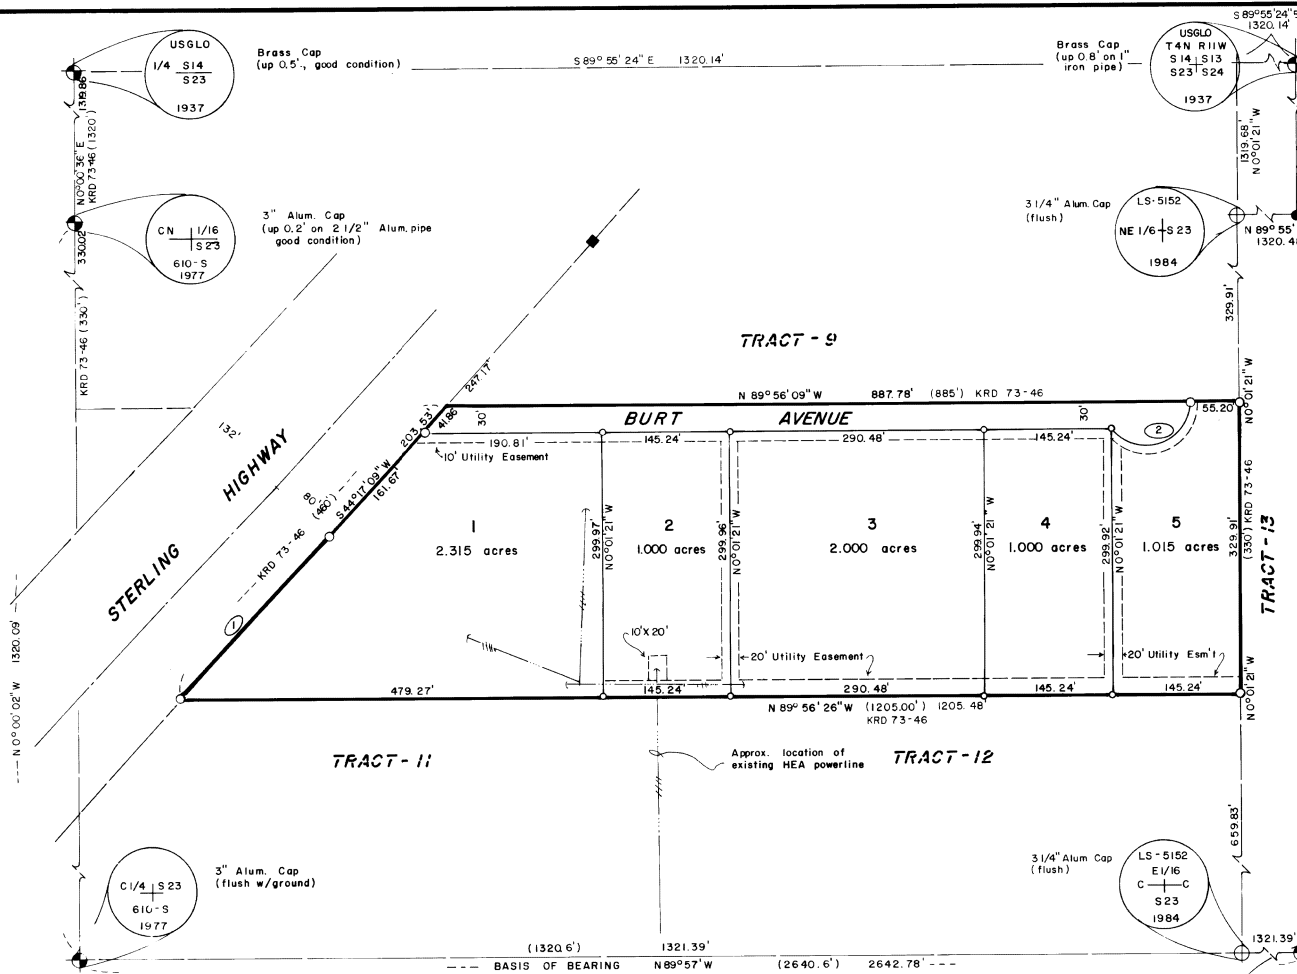 S 89° 55' 24" E
1320.14'
USGLO
1/4 S14
S23
1937
Brass Cap
(up 0.5', good condition)
S 89° 55' 24" E 1320.14'
Brass Cap
(up 0.8' on 1"
iron pipe)
USGLO
T4N R11W
S14 S13
S23 S24
1937
1319.86
N 0° 00' 36" E
KRD 73-46 (1320')
1319.68'
N 0° 01' 21" W
CN 1/16
S 23
610-S
1977
3" Alum. Cap
(up 0.2' on 2 1/2" Alum. pipe
good condition)
3 1/4" Alum. Cap
(flush)
LS-5152
NE 1/6 S 23
1984
N 89° 55'
330.02
KRD 73-46 (330')
329.91'
TRACT - 9
247.17'
N 89° 56' 09" W 887.78' (885') KRD 73-46
155.20
N 0° 01' 21" W
203.53'
41.86'
30'
BURT AVENUE
30'
2
190.81'
145.24'
290.48'
145.24'
10' Utility Easement
132'
STERLING HIGHWAY
80'
(460')
KRD 73-46
S 44° 17' 09" W
161.67'
1
1
2.315 acres
299.97'
N 0° 01' 21" W
2
1.000 acres
299.96'
N 0° 01' 21" W
3
2.000 acres
299.94'
N 0° 01' 21" W
4
1.000 acres
299.92'
N 0° 01' 21" W
5
1.015 acres
329.91'
(330') KRD 73-46
TRACT - 13
10' X 20'
20' Utility Easement
20' Utility Esm't
N 0° 01' 21" W
479.27'
145.24'
290.48'
145.24'
145.24'
N 89° 56' 26" W (1205.00') 1205.48'
KRD 73-46
N 0° 00' 02" W 1320.09'
TRACT - 11
Approx. location of
existing HEA powerline
TRACT - 12
659.83'
C 1/4 S 23
610-S
1977
3" Alum. Cap
(flush w/ground)
3 1/4" Alum Cap
(flush)
LS-5152
E 1/16
C C
S 23
1984
(1320.6') 1321.39'
1321.39'
BASIS OF BEARING N 89° 57' W (2640.6') 2642.78'